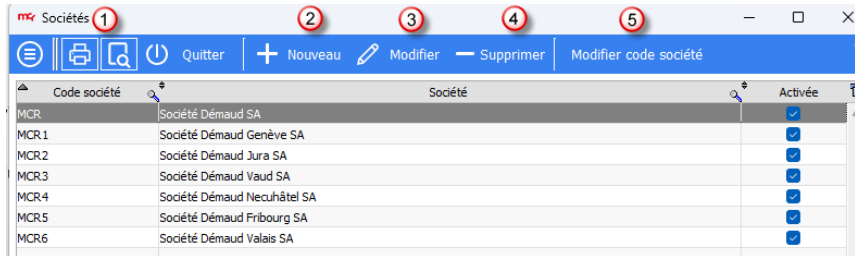 mcr Sociétés 1 2 3 4 5
Quitter Nouveau Modifier Supprimer Modifier code société
Code société Société Activée
MCR Société Démaud SA
MCR1 Société Démaud Genève SA
MCR2 Société Démaud Jura SA
MCR3 Société Démaud Vaud SA
MCR4 Société Démaud Necuhâtel SA
MCR5 Société Démaud Fribourg SA
MCR6 Société Démaud Valais SA